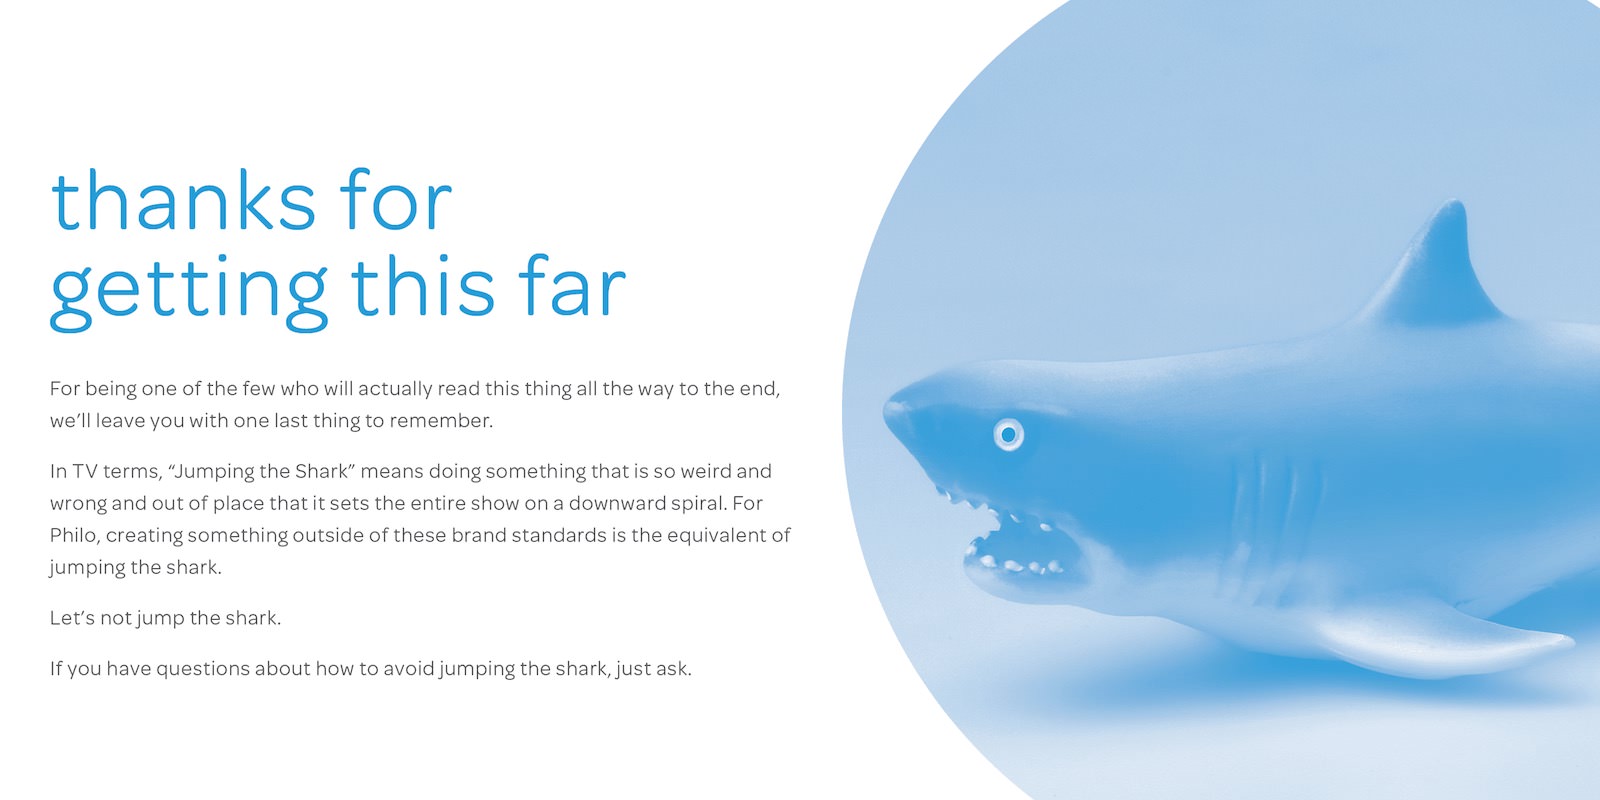 thanks for
getting this far
For being one of the few who will actually read this thing all the way to the end,
we’ll leave you with one last thing to remember.
In TV terms, “Jumping the Shark” means doing something that is so weird and
wrong and out of place that it sets the entire show on a downward spiral. For
Philo, creating something outside of these brand standards is the equivalent of
jumping the shark.
Let’s not jump the shark.
If you have questions about how to avoid jumping the shark, just ask.